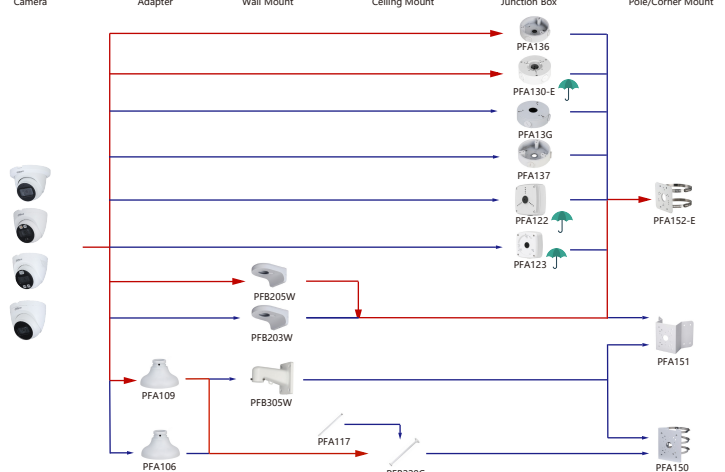 Camera
Adapter
Wall Mount
Ceiling Mount
Junction Box
Pole/Corner Mount
PFA136
PFA130-E
PFA13G
PFA137
PFA122
PFA152-E
PFA123
PFB205W
PFB203W
PFA151
PFA109
PFB305W
PFA117
PFA106
PFB220C
PFA150